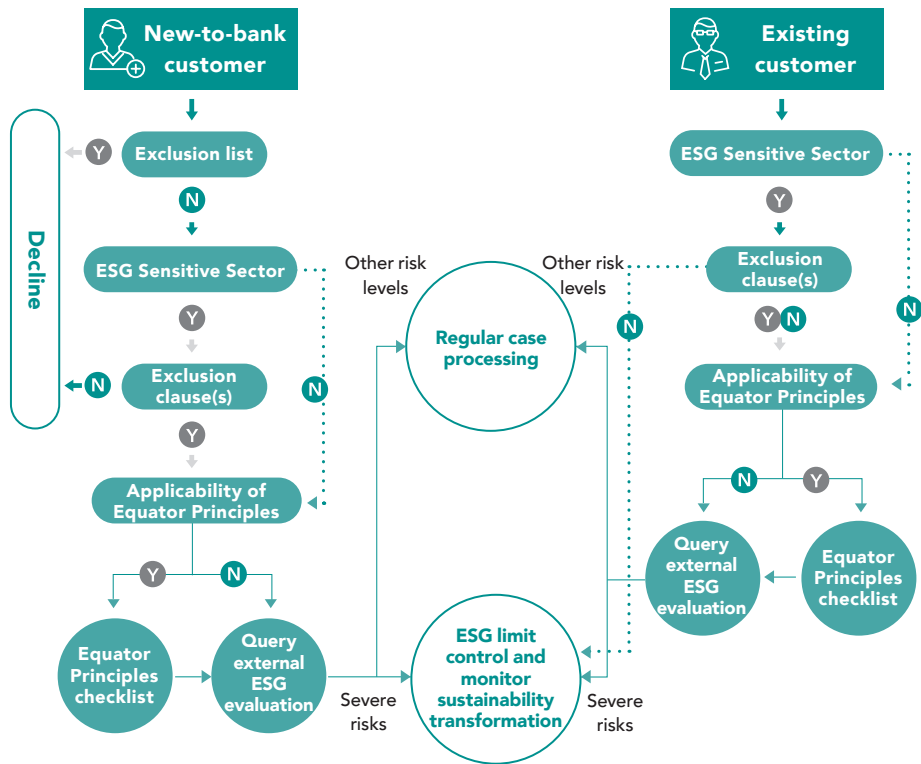 New-to-bank
customer
Existing
customer
Decline
Y
Exclusion list
N
ESG Sensitive Sector
Y
N
Exclusion
clause(s)
N
Y
Applicability of
Equator Principles
Y
N
Equator
Principles
checklist
Query
external
ESG
evaluation
Other risk
levels
Severe
risks
Regular case
processing
ESG limit
control and
monitor
sustainability
transformation
Other risk
levels
Severe
risks
ESG Sensitive Sector
Y
N
Exclusion
clause(s)
N
Y
N
Applicability of
Equator Principles
N
Y
Query
external
ESG
evaluation
Equator
Principles
checklist